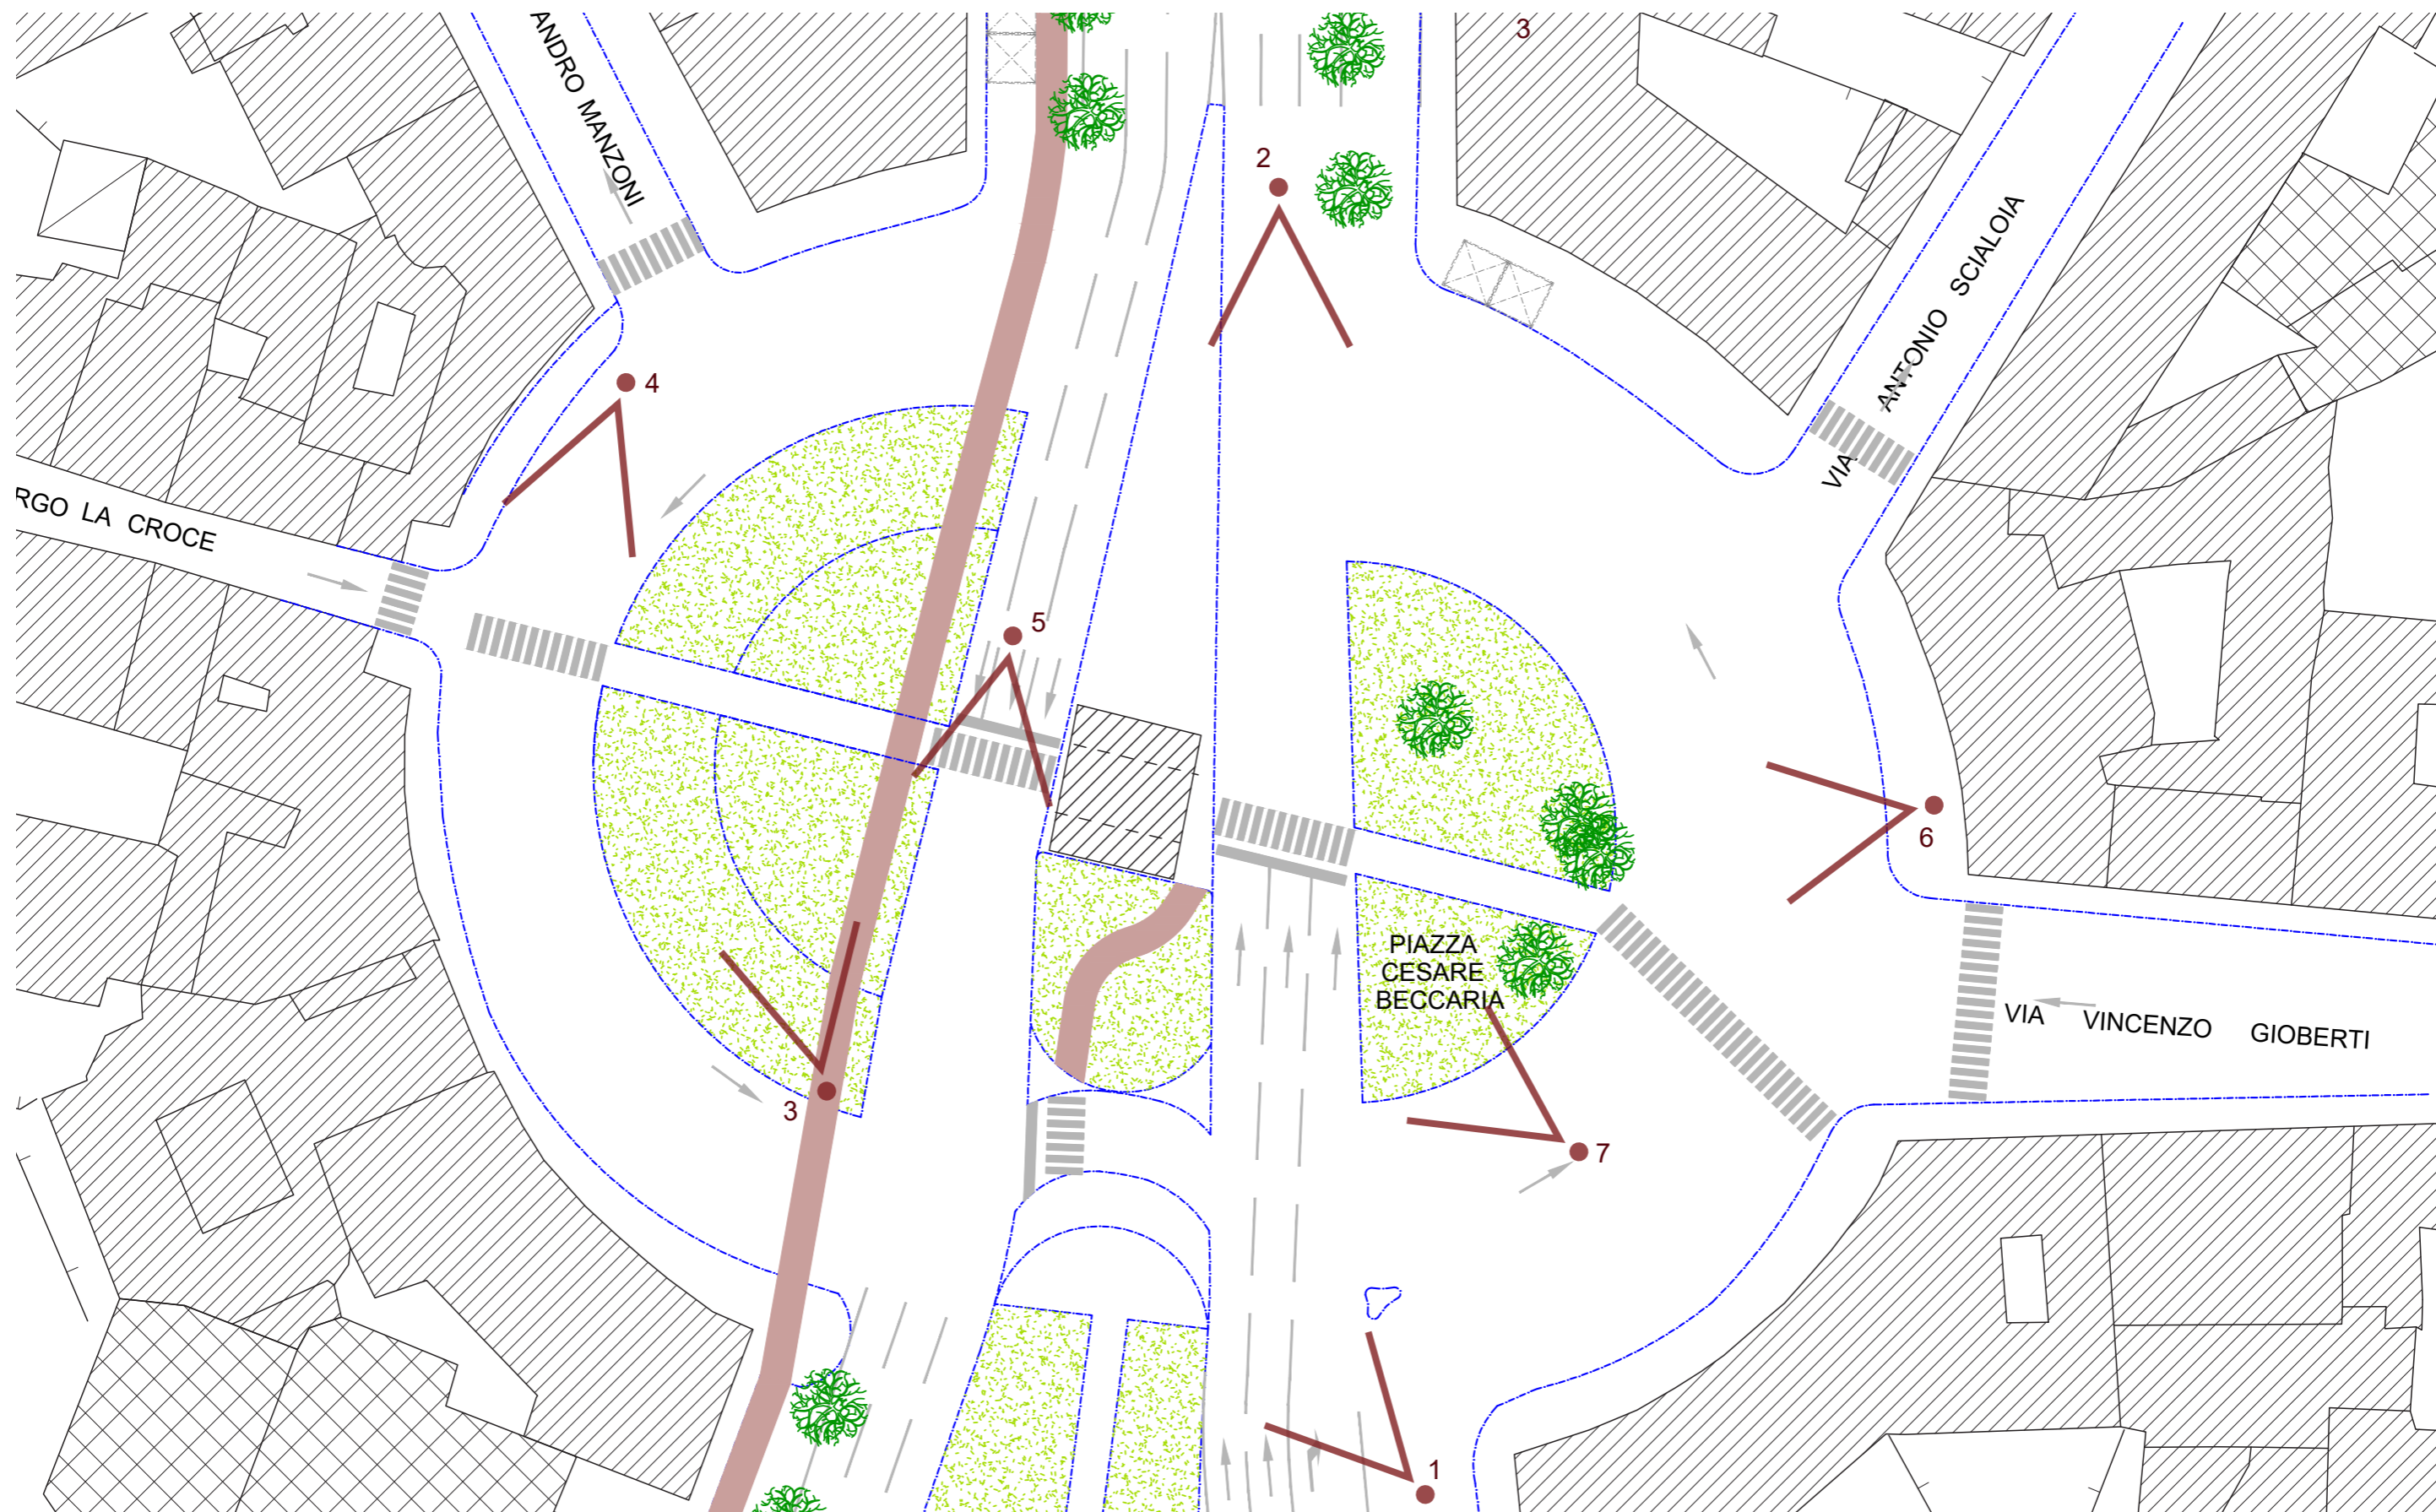 ANDRO MANZONI
3
2
VIA ANTONIO SCIALOIA
4
RGO LA CROCE
5
6
PIAZZA
CESARE
BECCARIA
VIA VINCENZO GIOBERTI
3
7
1